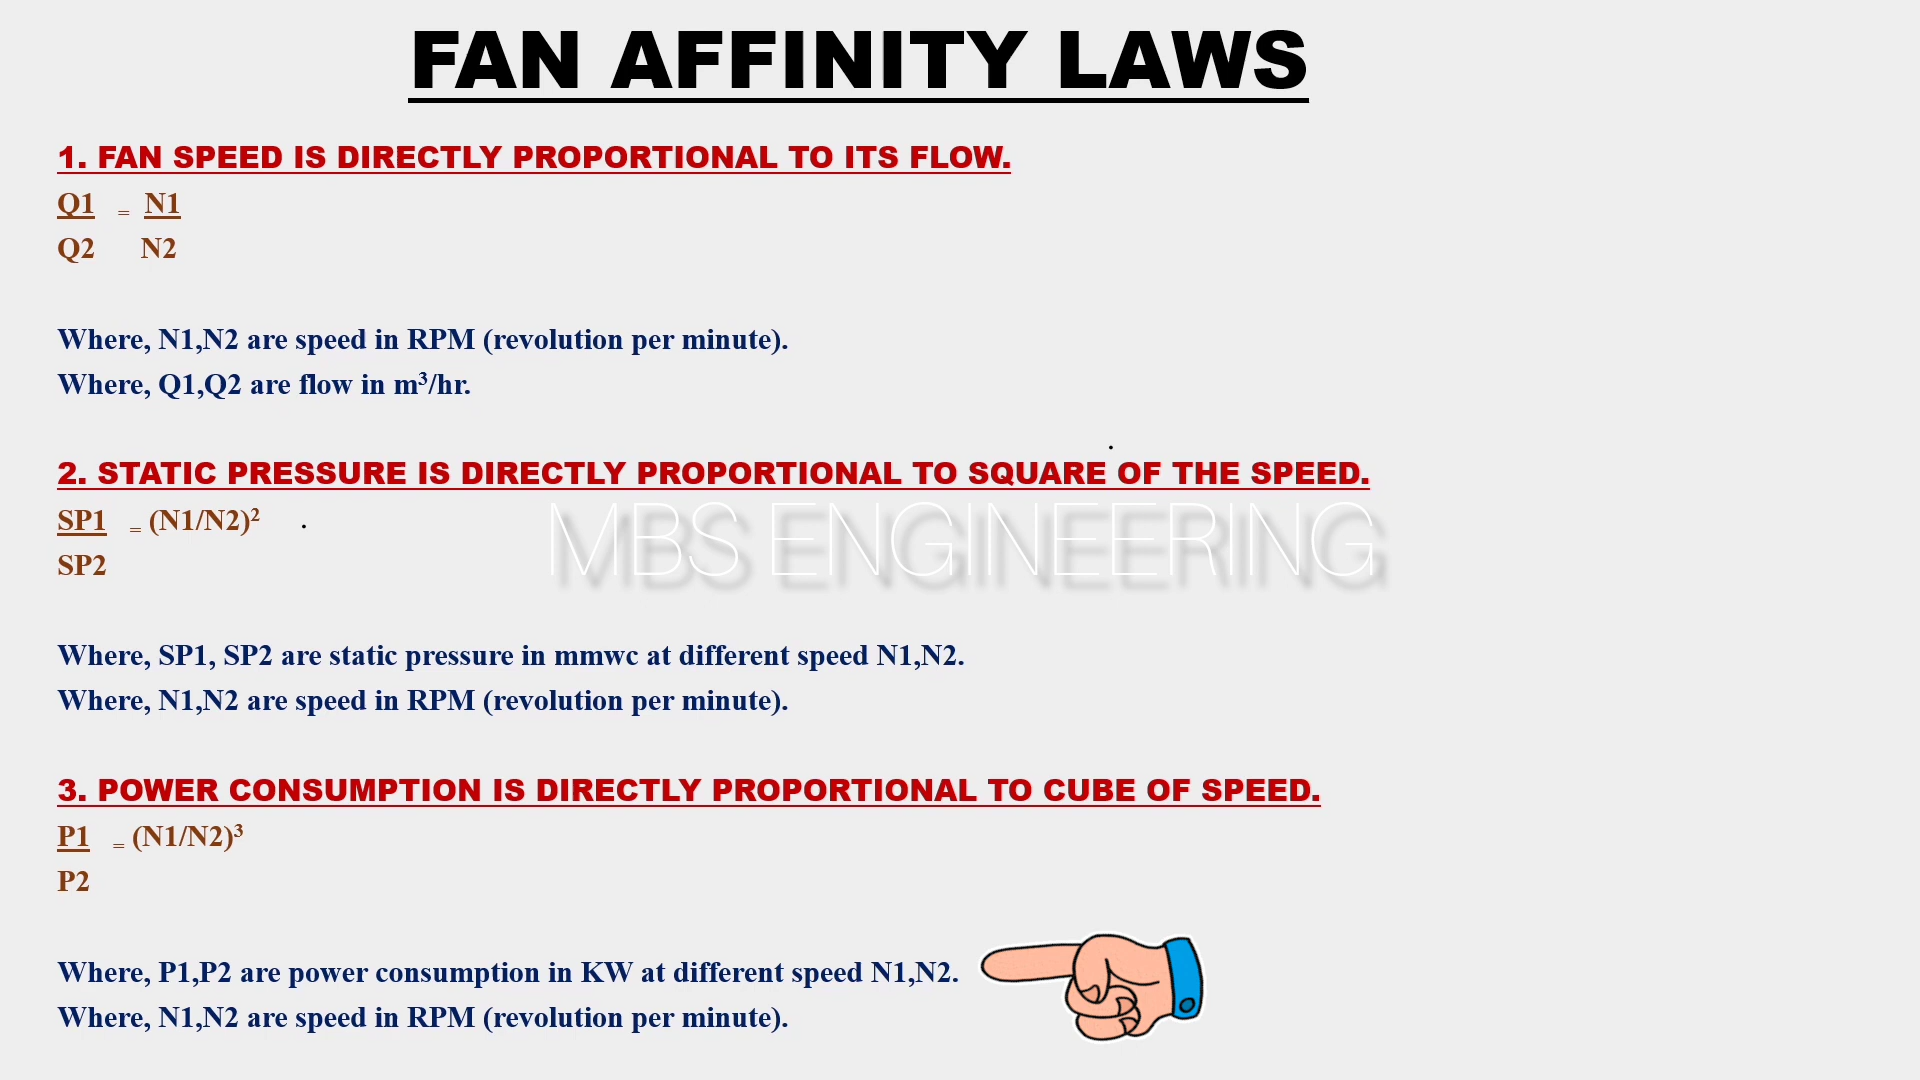 FAN AFFINITY LAWS
1. FAN SPEED IS DIRECTLY PROPORTIONAL TO ITS FLOW.
Q1 = N1
Q2 N2
Where, N1,N2 are speed in RPM (revolution per minute).
Where, Q1,Q2 are flow in m³/hr.
2. STATIC PRESSURE IS DIRECTLY PROPORTIONAL TO SQUARE OF THE SPEED.
SP1 = (N1/N2)²
SP2
MBS ENGINEERING
Where, SP1, SP2 are static pressure in mmwc at different speed N1,N2.
Where, N1,N2 are speed in RPM (revolution per minute).
3. POWER CONSUMPTION IS DIRECTLY PROPORTIONAL TO CUBE OF SPEED.
P1 = (N1/N2)³
P2
Where, P1,P2 are power consumption in KW at different speed N1,N2.
Where, N1,N2 are speed in RPM (revolution per minute).